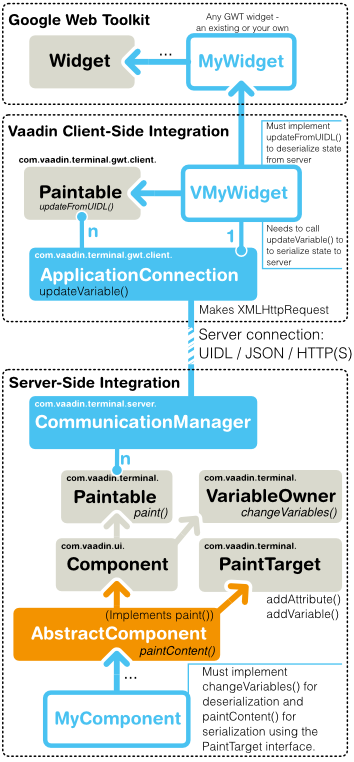 Google Web Toolkit
Any GWT widget -
an existing or your own
Widget
...
MyWidget
Vaadin Client-Side Integration
Must implement
updateFromUIDL()
to deserialize state
from server
com.vaadin.terminal.gwt.client.
Paintable
updateFromUIDL()
VMyWidget
n
1
Needs to call
updateVariable() to
to serialize state to
server
com.vaadin.terminal.gwt.client.
ApplicationConnection
updateVariable()
Makes XMLHttpRequest
Server connection:
UIDL / JSON / HTTP(S)
Server-Side Integration
com.vaadin.terminal.server.
CommunicationManager
n
com.vaadin.terminal.
Paintable
paint()
com.vaadin.terminal.
VariableOwner
changeVariables()
com.vaadin.ui.
Component
com.vaadin.terminal.
PaintTarget
addAttribute()
addVariable()
(Implements paint())
AbstractComponent
paintContent()
...
MyComponent
Must implement
changeVariables() for
deserialization and
paintContent() for
serialization using the
PaintTarget interface.